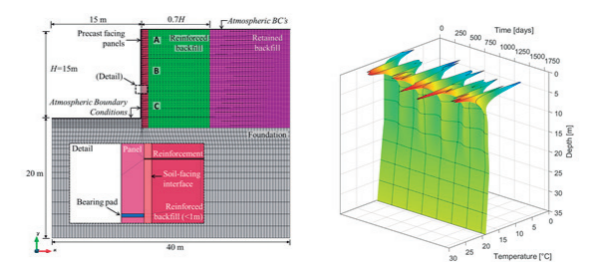 15 m
0.7H
Atmospheric BC's
Precast facing
panels
A
Reinforced
backfill
Retained
backfill
H=15m
B
(Detail)
Atmospheric Boundary
Conditions
C
Foundation
Detail
Panel
Reinforcement
Soil-facing
interface
Bearing pad
Reinforced
backfill (<1m)
20 m
40 m
y
x
Time [days]
0
250
500
750
1000
1250
1500
1750
0
5
10
15
20
25
30
35
Depth [m]
30
25
20
15
10
5
0
Temperature [°C]